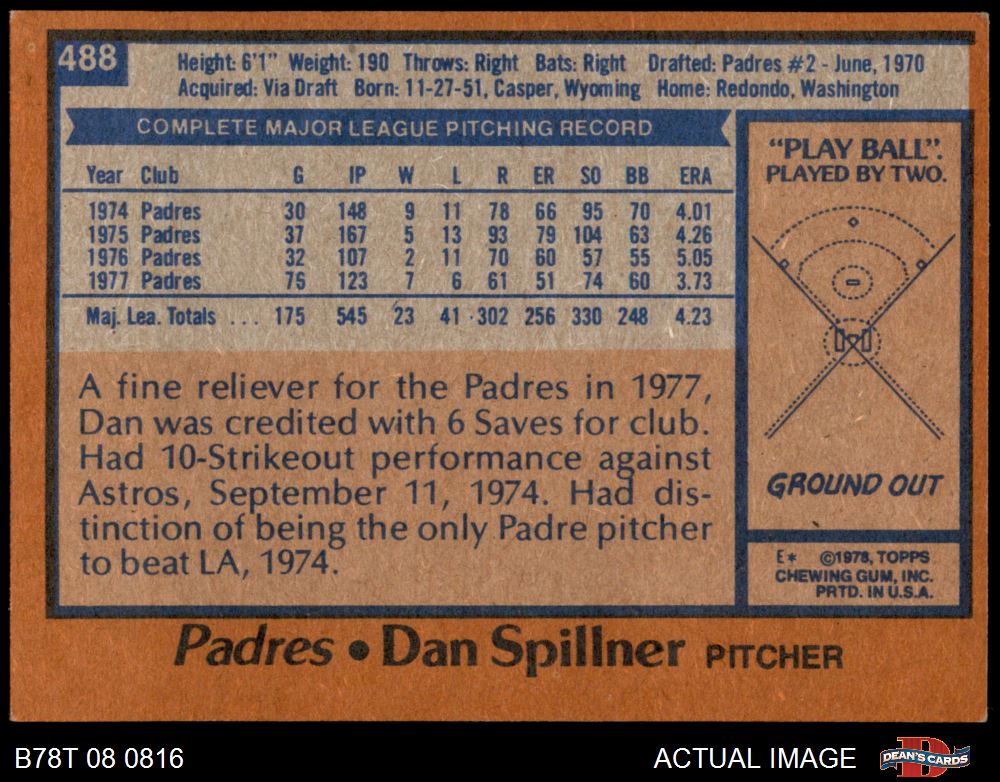 488
Height: 6'1" Weight: 190 Throws: Right Bats: Right Drafted: Padres #2 - June, 1970
Acquired: Via Draft Born: 11-27-51, Casper, Wyoming Home: Redondo, Washington
COMPLETE MAJOR LEAGUE PITCHING RECORD
Year Club G IP W L R ER SO BB ERA
1974 Padres 30 148 9 11 78 66 95 70 4.01
1975 Padres 37 167 5 13 93 79 104 63 4.26
1976 Padres 32 107 2 11 70 60 57 55 5.05
1977 Padres 76 123 7 6 61 51 74 60 3.73
Maj. Lea. Totals ... 175 545 23 41 302 256 330 248 4.23
A fine reliever for the Padres in 1977,
Dan was credited with 6 Saves for club.
Had 10-Strikeout performance against
Astros, September 11, 1974. Had dis-
tinction of being the only Padre pitcher
to beat LA, 1974.
"PLAY BALL".
PLAYED BY TWO.
GROUND OUT
E* ©1978, TOPPS
CHEWING GUM, INC.
PRTD. IN U.S.A.
Padres • Dan Spillner PITCHER
B78T 08 0816
ACTUAL IMAGE
DEAN'S CARDS